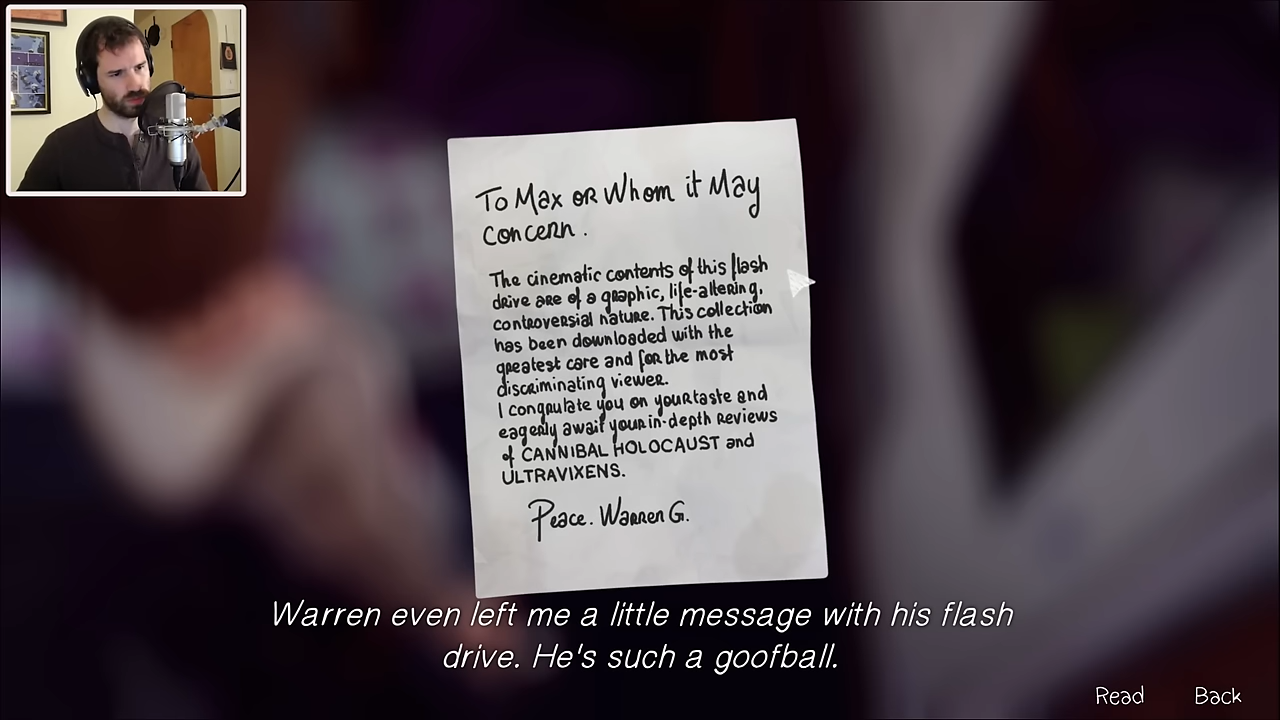 To Max or Whom it May
Concern.
The cinematic contents of this flash
drive are of a graphic, life-altering,
controversial nature. This collection
has been downloaded with the
greatest care and for the most
discriminating viewer.
I congrulate you on your taste and
eagerly await your in-depth reviews
of CANNIBAL HOLOCAUST and
ULTRAVIXENS.
Peace. Warren G.
Warren even left me a little message with his flash
drive. He's such a goofball.
Read Back